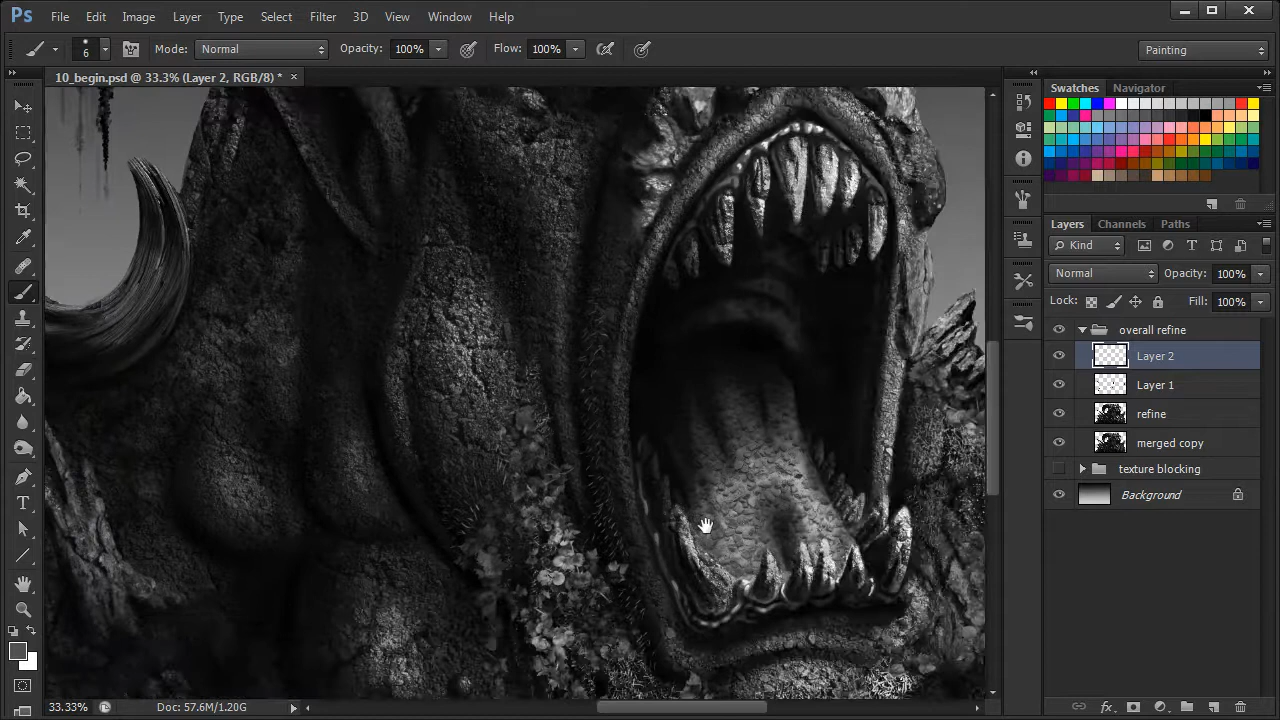 Ps File Edit Image Layer Type Select Filter 3D View Window Help
6 Mode: Normal Opacity: 100% Flow: 100% Painting
10_begin.psd @ 33.3% (Layer 2, RGB/8) * ×
Swatches Navigator
Layers Channels Paths
Kind
Normal Opacity: 100%
Lock: Fill: 100%
overall refine
Layer 2
Layer 1
refine
merged copy
texture blocking
Background
33.33% Doc: 57.6M/1.20G